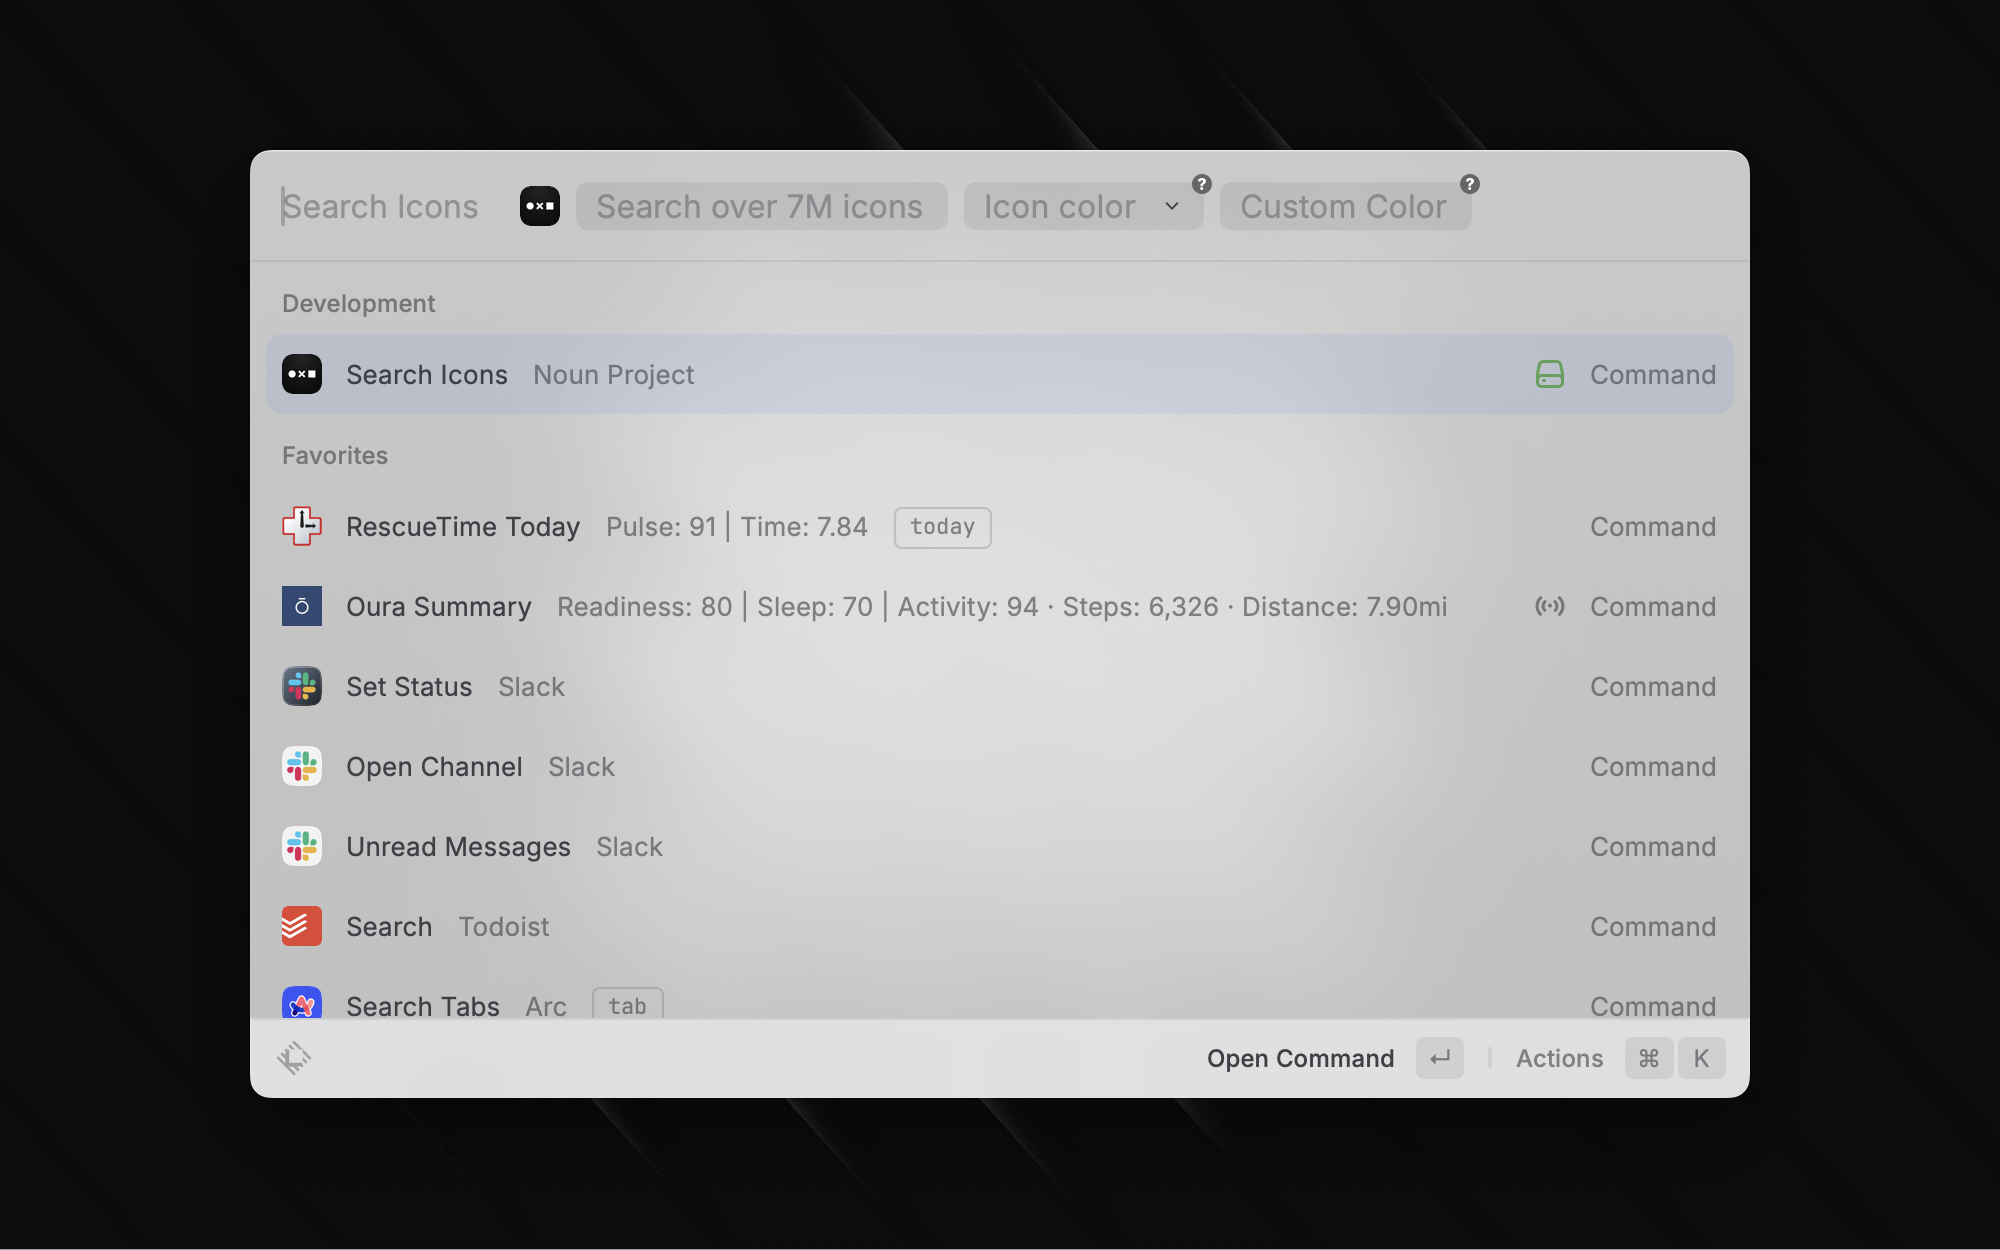 Search Icons Search over 7M icons Icon color ? Custom Color ?
Development
Search Icons Noun Project Command
Favorites
RescueTime Today Pulse: 91 | Time: 7.84 today Command
Oura Summary Readiness: 80 | Sleep: 70 | Activity: 94 · Steps: 6,326 · Distance: 7.90mi Command
Set Status Slack Command
Open Channel Slack Command
Unread Messages Slack Command
Search Todoist Command
Search Tabs Arc tab Command
Open Command ↵ Actions ⌘ K